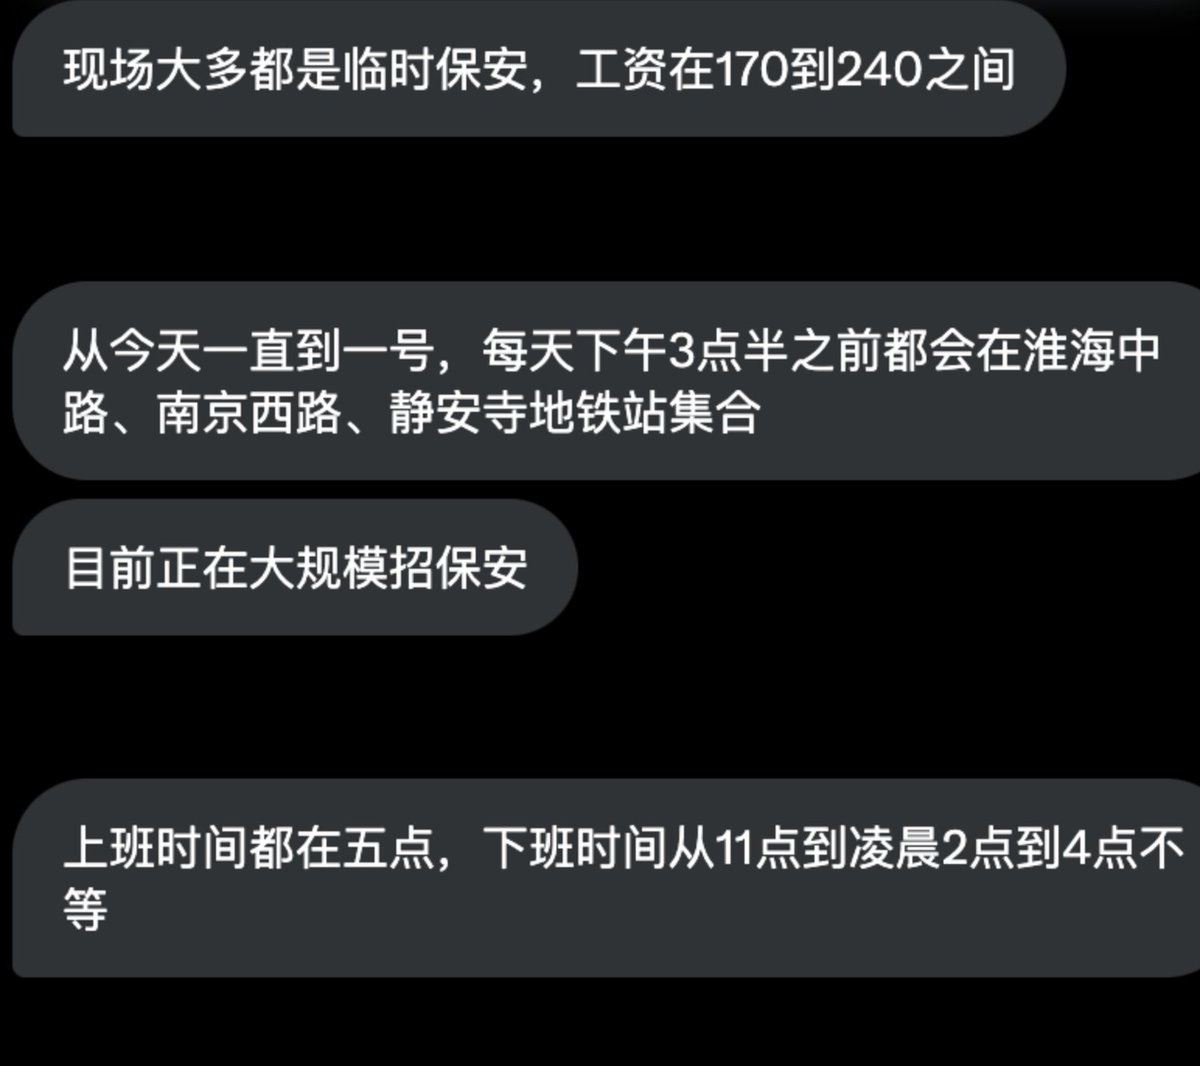 现场大多都是临时保安，工资在170到240之间
从今天一直到一号，每天下午3点半之前都会在淮海中
路、南京西路、静安寺地铁站集合
目前正在大规模招保安
上班时间都在五点，下班时间从11点到凌晨2点到4点不
等